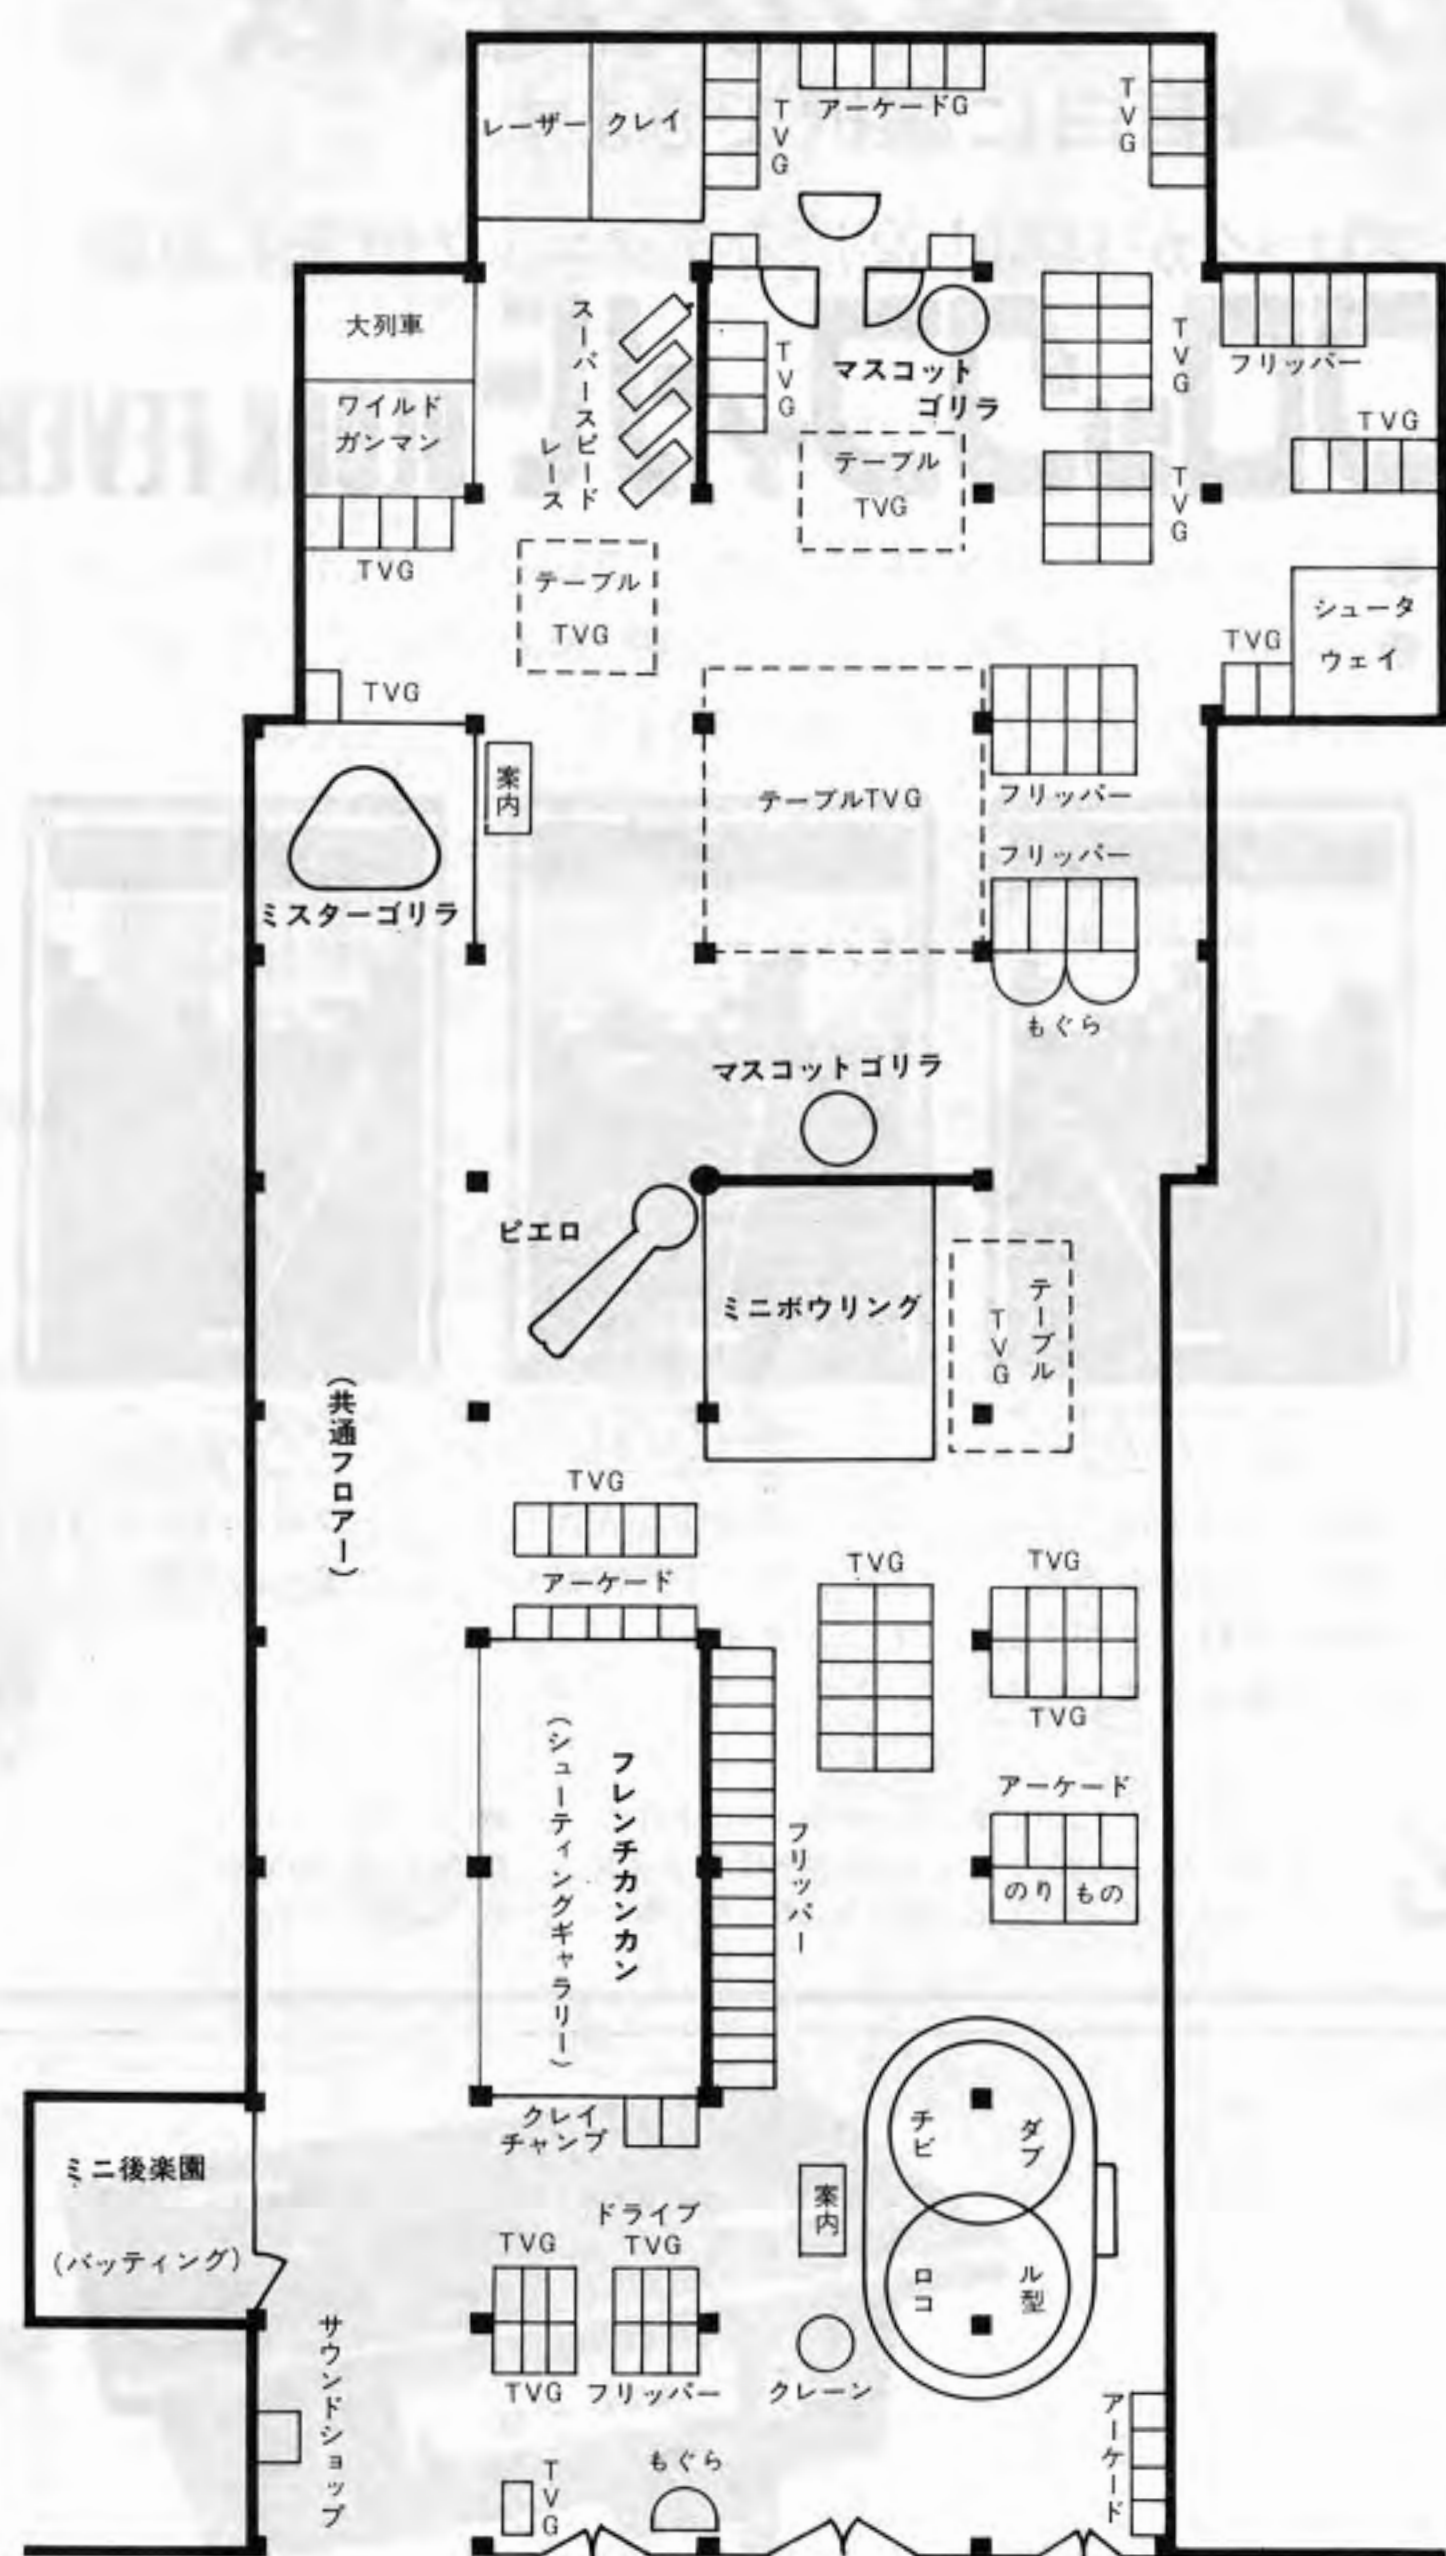 レーザー
クレイ
TVG
アーケードG
TVG
大列車
ワイルド
ガンマン
スーパースピード
レース
TVG
マスコット
ゴリラ
TVG
フリッパー
TVG
テーブル
TVG
TVG
TVG
テーブル
TVG
シュータ
ウェイ
TVG
TVG
案内
テーブルTVG
フリッパー
フリッパー
ミスターゴリラ
もぐら
マスコットゴリラ
ピエロ
ミニボウリング
テーブル
TVG
(共通フロアー)
TVG
アーケード
TVG
TVG
TVG
フレンチカンカン
(シューティングギャラリー)
フリッパー
アーケード
のり
もの
クレイ
チャンプ
チビ
ダブ
ロコ
ル型
ミニ後楽園
(バッティング)
案内
TVG
ドライブ
TVG
TVG
フリッパー
クレーン
サウンドショップ
アーケード
TVG
もぐら